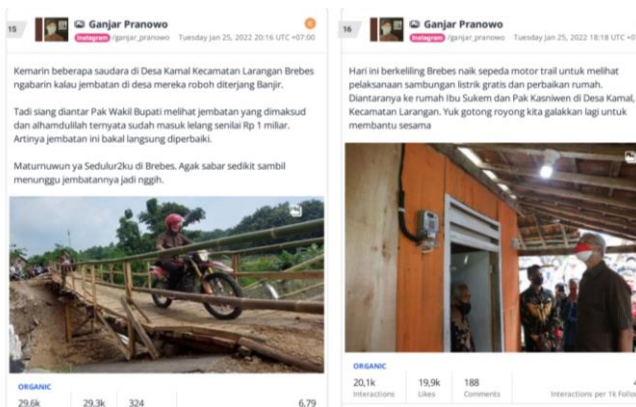 15
Ganjar Pranowo
Instagram /ganjar_pranowo Tuesday Jan 25, 2022 20:16 UTC +07:00
Kemarin beberapa saudara di Desa Kamal Kecamatan Larangan Brebes
ngabarin kalau jembatan di desa mereka roboh diterjang Banjir.
Tadi siang diantar Pak Wakil Bupati melihat jembatan yang dimaksud
dan alhamdulilah ternyata sudah masuk lelang senilai Rp 1 miliar.
Artinya jembatan ini bakal langsung diperbaiki.
Maturnuwun ya Sedulur2ku di Brebes. Agak sabar sedikit sambil
menunggu jembatannya jadi nggih.
ORGANIC
29,6k 29,3k 324 6,79
16
Ganjar Pranowo
Instagram /ganjar_pranowo Tuesday Jan 25, 2022 18:18 UTC
Hari ini berkeliling Brebes naik sepeda motor trail untuk melihat
pelaksanaan sambungan listrik gratis dan perbaikan rumah.
Diantaranya ke rumah Ibu Sukem dan Pak Kasniwen di Desa Kamal,
Kecamatan Larangan. Yuk gotong royong kita galakkan lagi untuk
membantu sesama
ORGANIC
20,1k 19,9k 188
Interactions Likes Comments Interactions per 1k